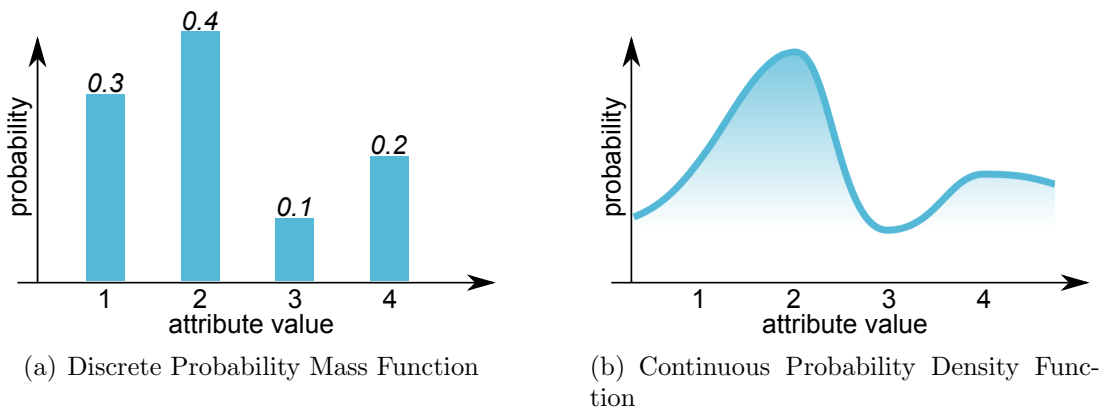 0.4
0.3
0.2
0.1
probability
1 2 3 4
attribute value
(a) Discrete Probability Mass Function
probability
1 2 3 4
attribute value
(b) Continuous Probability Density Func-
tion